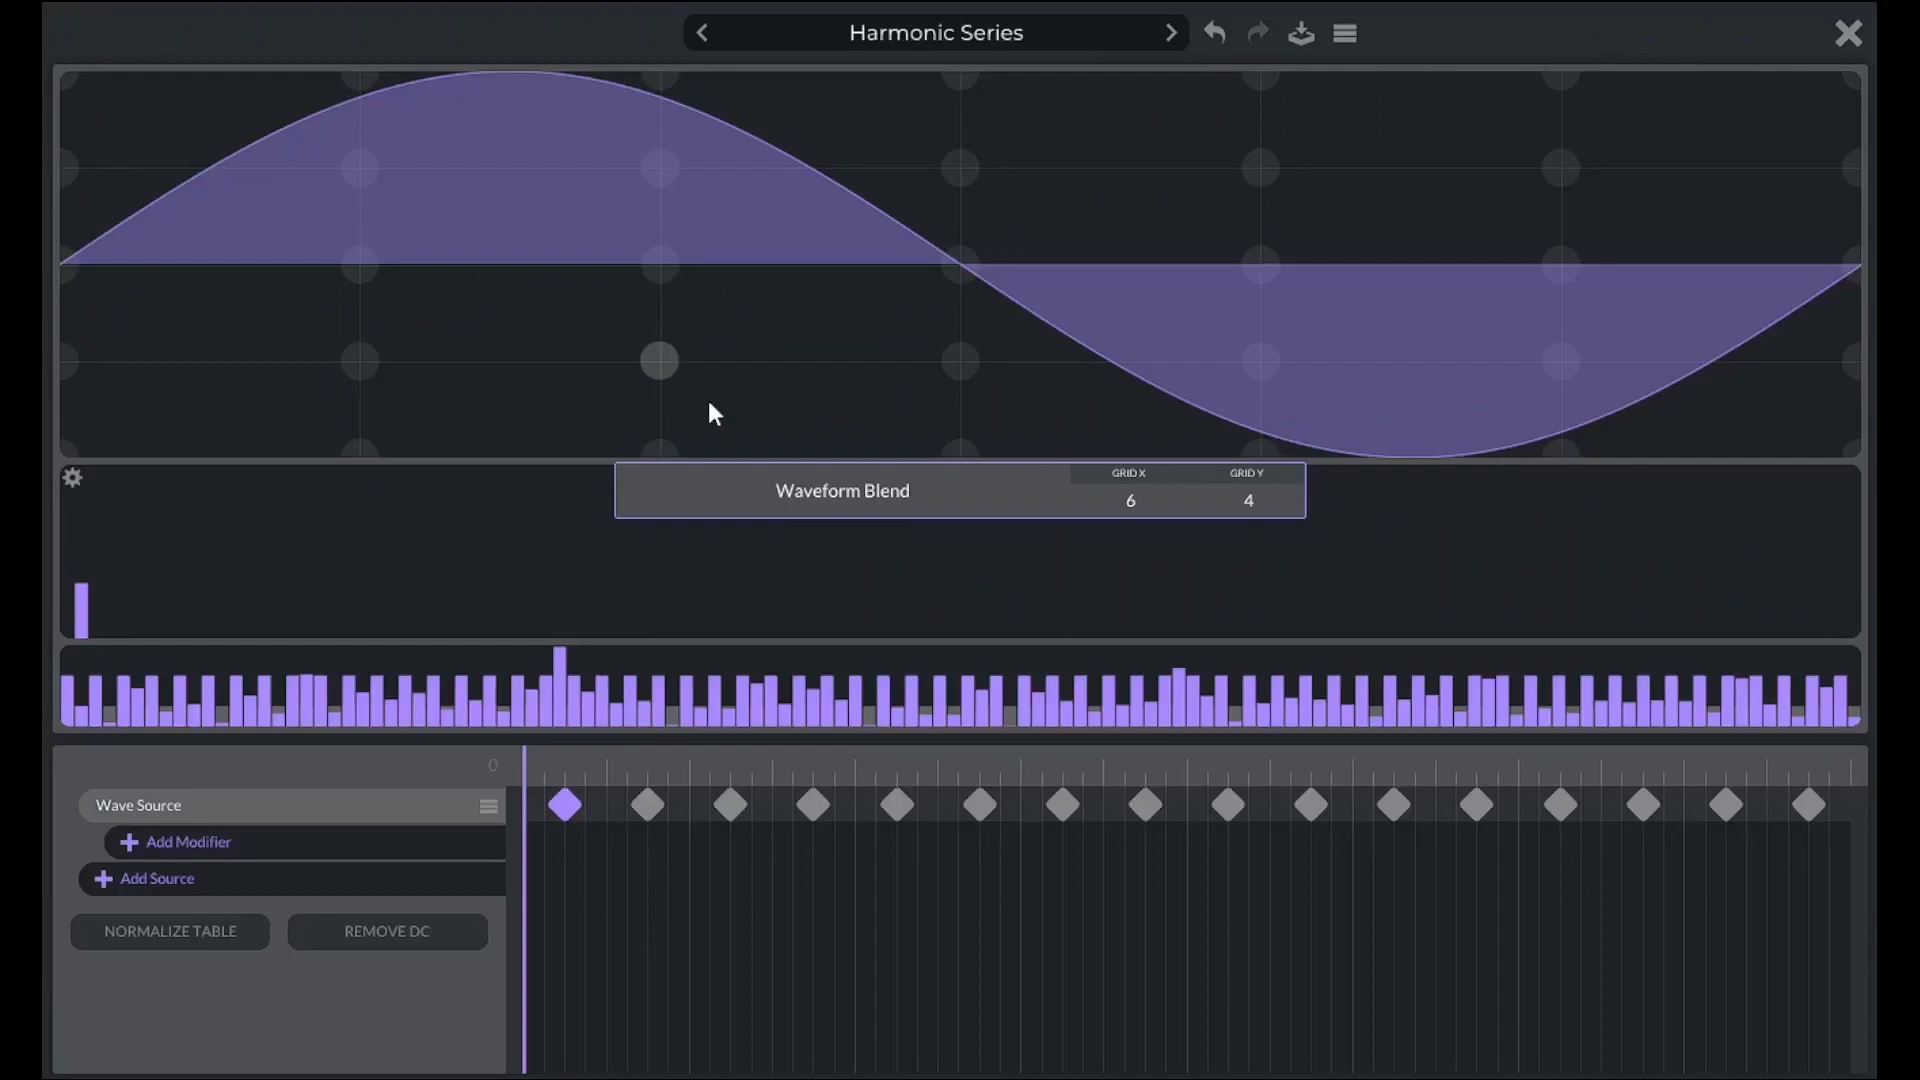 Harmonic Series
GRID X
GRID Y
Waveform Blend
6
4
0
Wave Source
Add Modifier
Add Source
NORMALIZE TABLE
REMOVE DC